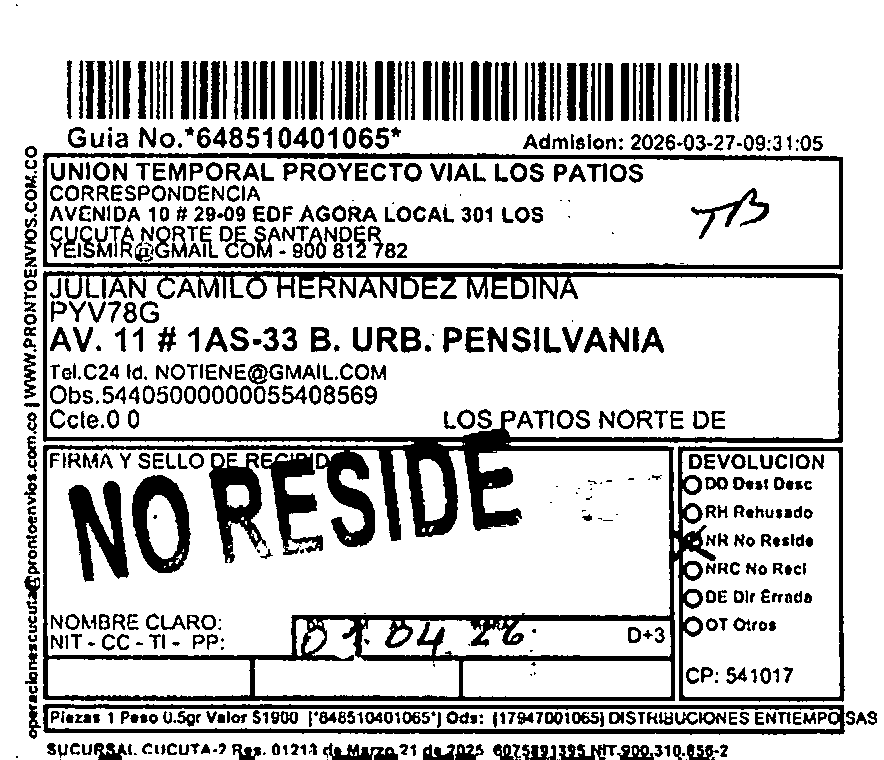 Guia No.*648510401065*
Admision: 2026-03-27-09:31:05
UNION TEMPORAL PROYECTO VIAL LOS PATIOS
CORRESPONDENCIA
AVENIDA 10 # 29-09 EDF AGORA LOCAL 301 LOS
CUCUTA NORTE DE SANTANDER
YEISMIR@GMAIL COM - 900 812 782
TB
JULIAN CAMILO HERNANDEZ MEDINA
PYV78G
AV. 11 # 1AS-33 B. URB. PENSILVANIA
Tel.C24 Id. NOTIENE@GMAIL.COM
Obs.54405000000055408569
Ccte.0 0 LOS PATIOS NORTE DE
FIRMA Y SELLO DE RECIBID
NO RESIDE
DEVOLUCION
DD Dest Desc
RH Rehusado
NR No Reside
NRC No Reci
DE Dir Errada
OT Otros
CP: 541017
NOMBRE CLARO:
NIT - CC - TI - PP:
01 04 26
D+3
Piezas 1 Peso 0.5gr Valor $1900 [*648510401065*] Ods: [17947001065] DISTRIBUCIONES ENTIEMPO SAS
SUCURSAL CUCUTA-2 Res. 01213 de Marzo 21 de 2025 6075891395 NIT 900.310.856-2
operacionescucuta@prontoenvios.com.co | WWW.PRONTOENVIOS.COM.CO